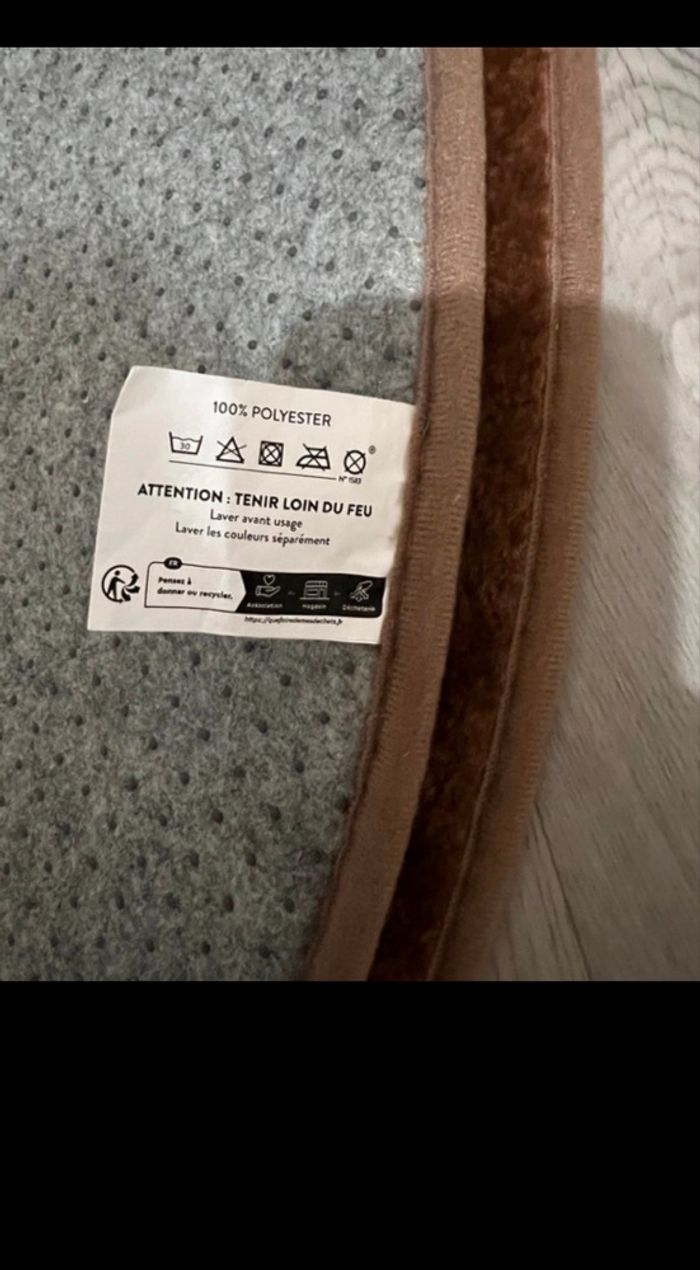 100% POLYESTER
30
N° 1583
ATTENTION : TENIR LOIN DU FEU
Laver avant usage
Laver les couleurs séparément
FR
Pensez à
donner ou recycler.
Association
Magasin
Déchèterie
https://quefairedemesdechets.fr